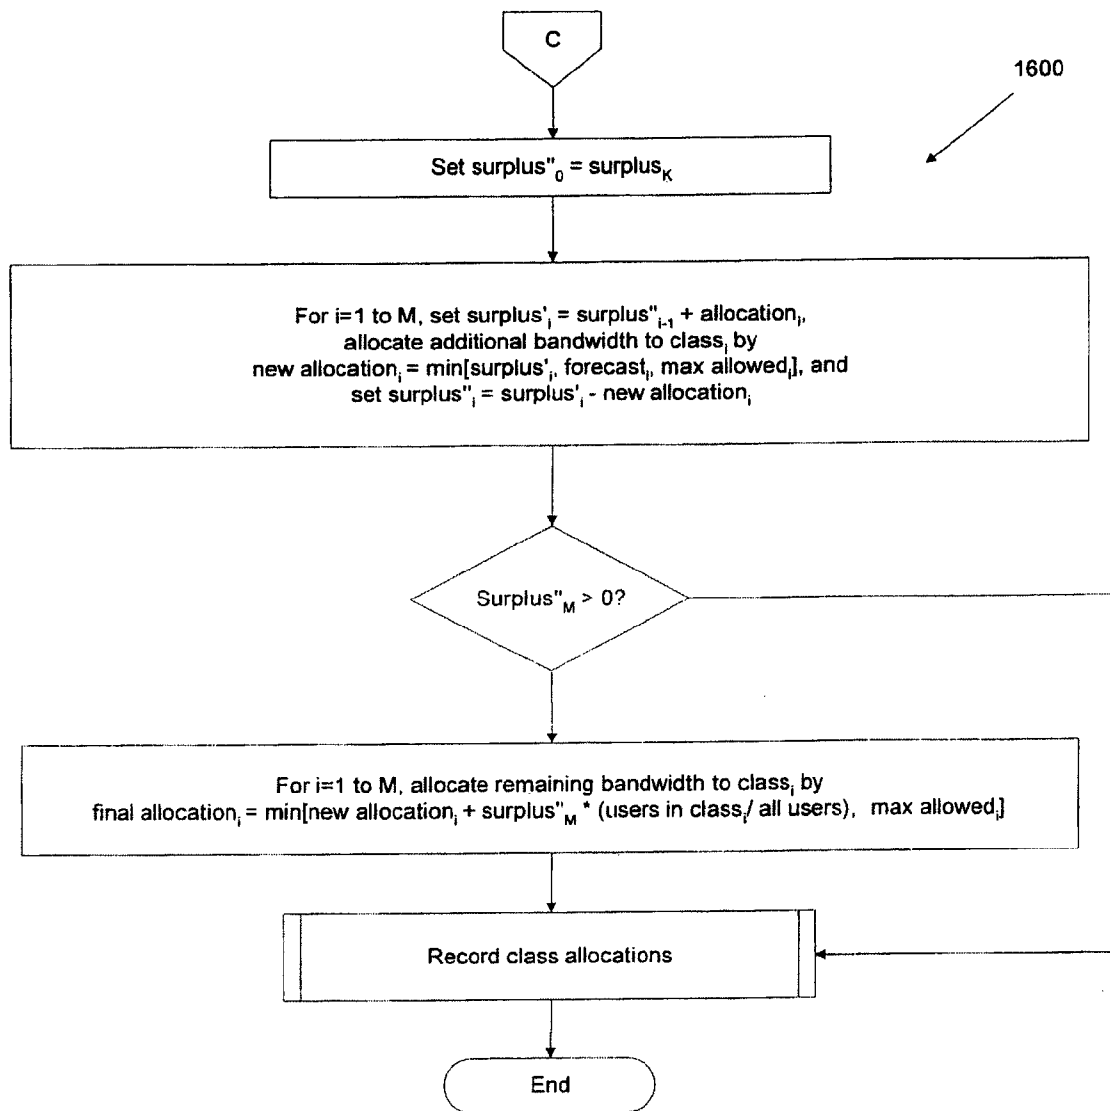 C
1600
Set surplus"₀ = surplusₖ
For i=1 to M, set surplus'ᵢ = surplus"ᵢ₋₁ + allocationᵢ,
allocate additional bandwidth to classᵢ by
new allocationᵢ = min[surplus'ᵢ, forecastᵢ, max allowedᵢ], and
set surplus"ᵢ = surplus'ᵢ - new allocationᵢ
Surplus"_M > 0?
For i=1 to M, allocate remaining bandwidth to classᵢ by
final allocationᵢ = min[new allocationᵢ + surplus"_M * (users in classᵢ/ all users), max allowedᵢ]
Record class allocations
End